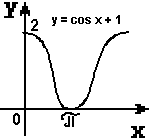 y
2
y = cos x + 1
0
π
x